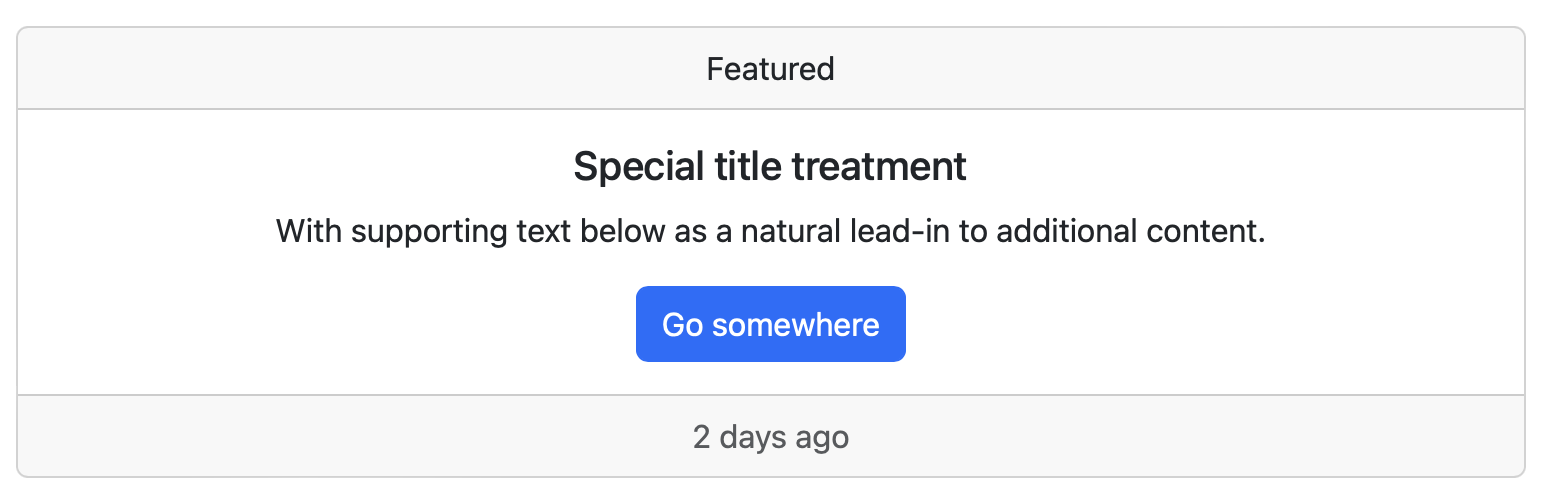 Featured
Special title treatment
With supporting text below as a natural lead-in to additional content.
Go somewhere
2 days ago